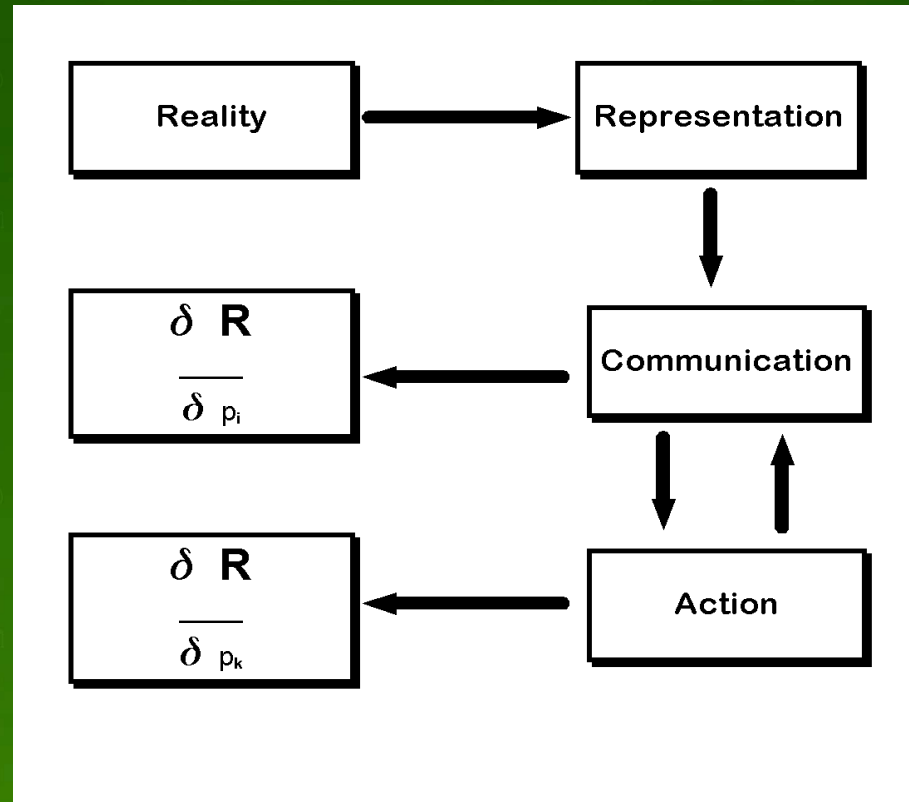 Reality
Representation
δ R
δ pᵢ
Communication
δ R
δ pₖ
Action